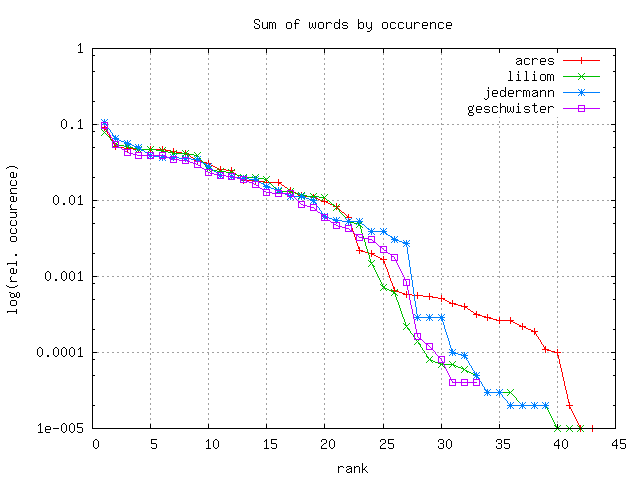 Sum of words by occurence
1
0.1
0.01
0.001
0.0001
1e-005
log(rel. occurence)
acres
liliom
jedermann
geschwister
0 5 10 15 20 25 30 35 40 45
rank